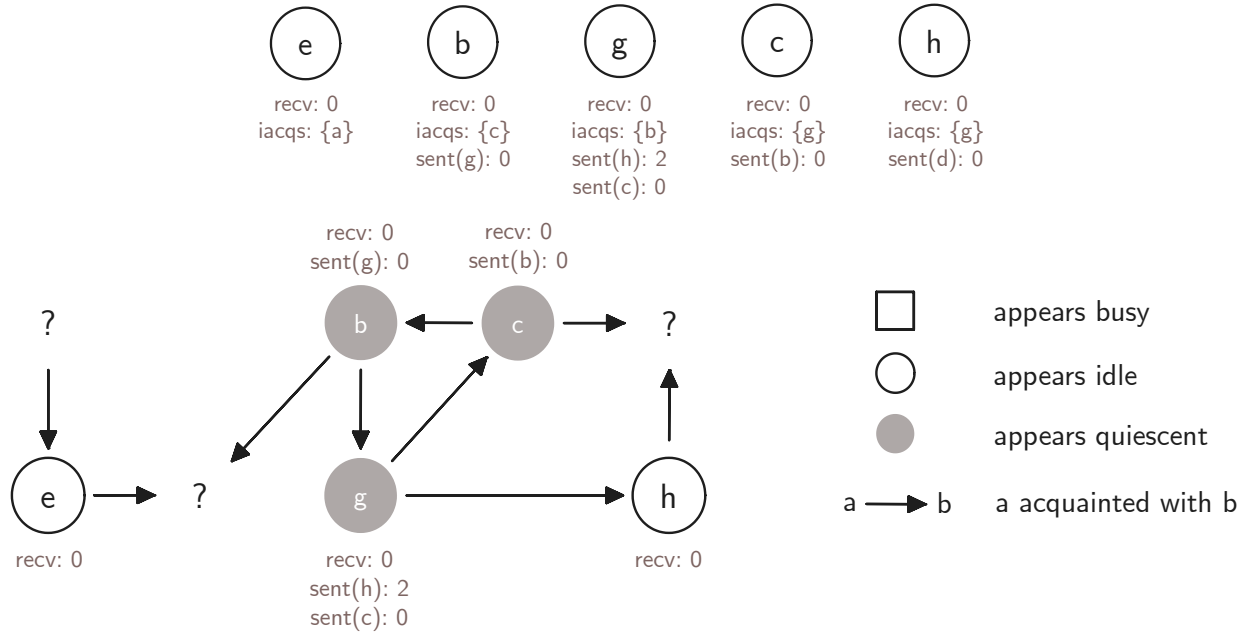 e b g c h
recv: 0 recv: 0 recv: 0 recv: 0 recv: 0
iacqs: {a} iacqs: {c} iacqs: {b} iacqs: {g} iacqs: {g}
sent(g): 0 sent(h): 2 sent(b): 0 sent(d): 0
sent(c): 0
recv: 0 recv: 0
sent(g): 0 sent(b): 0
? b c ?
e ? g h
recv: 0 recv: 0 recv: 0
sent(h): 2
sent(c): 0
appears busy
appears idle
appears quiescent
a b a acquainted with b